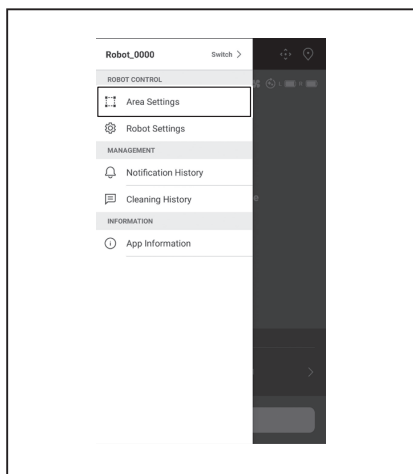 Robot_0000 Switch >
ROBOT CONTROL
Area Settings
Robot Settings
MANAGEMENT
Notification History
Cleaning History
INFORMATION
App Information